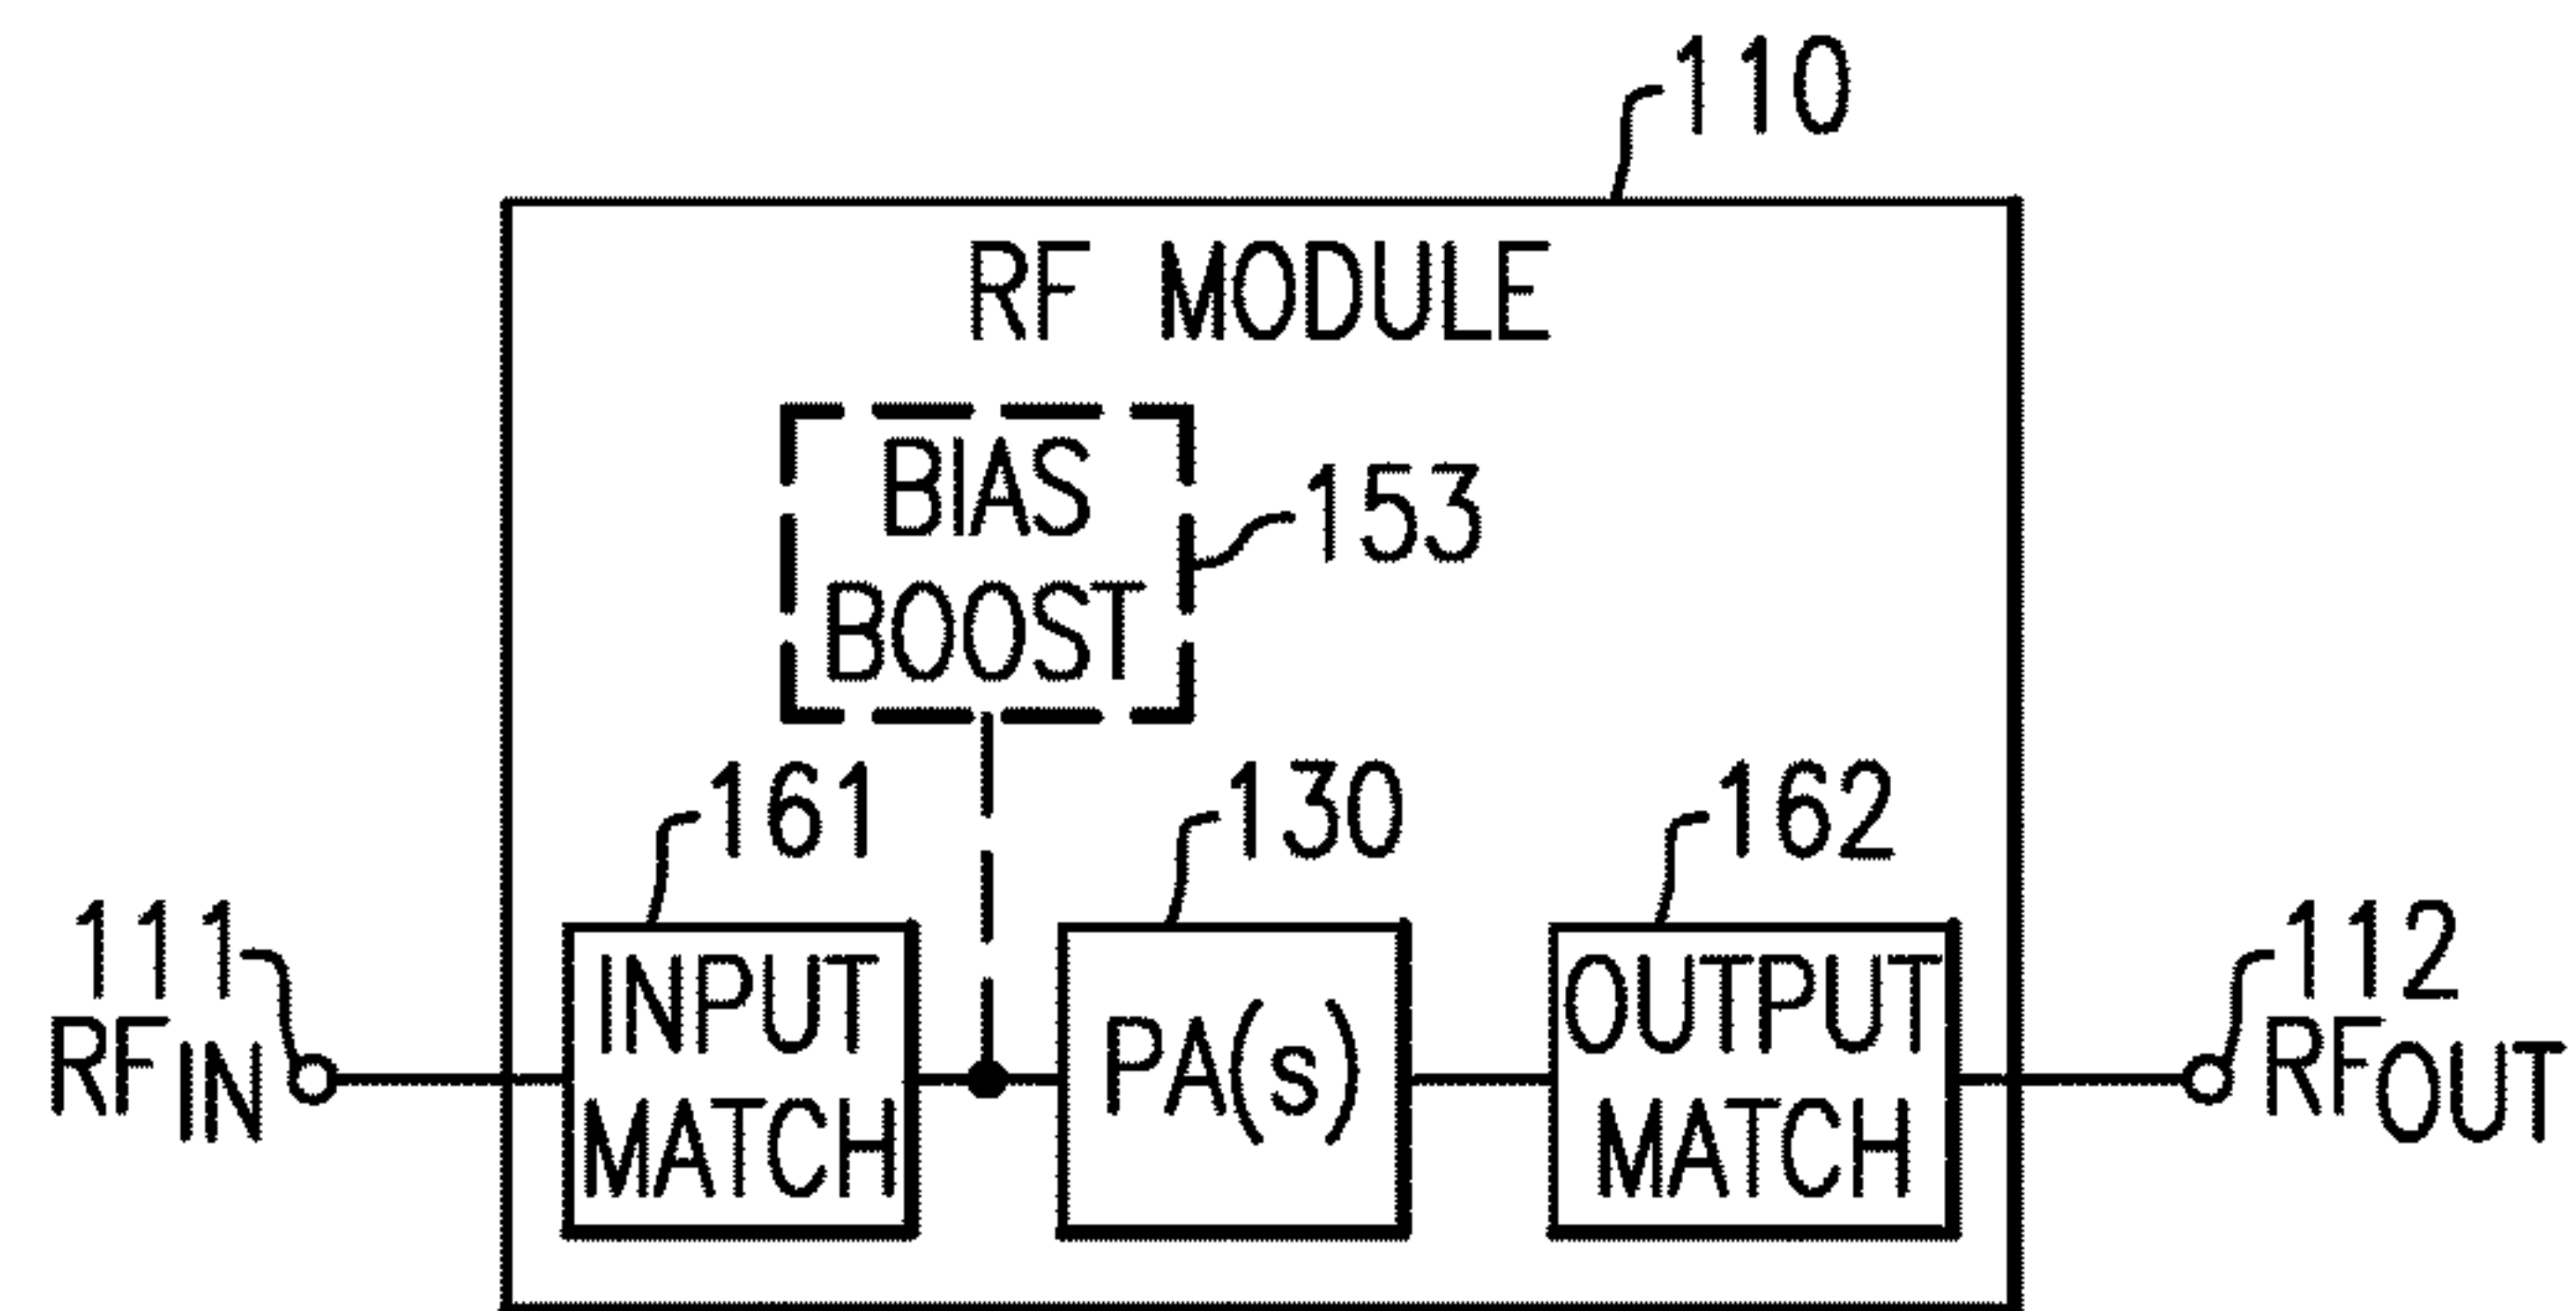 110
RF MODULE
BIAS
BOOST
153
161
130
162
111
RFIN
INPUT
MATCH
PA(s)
OUTPUT
MATCH
112
RFOUT